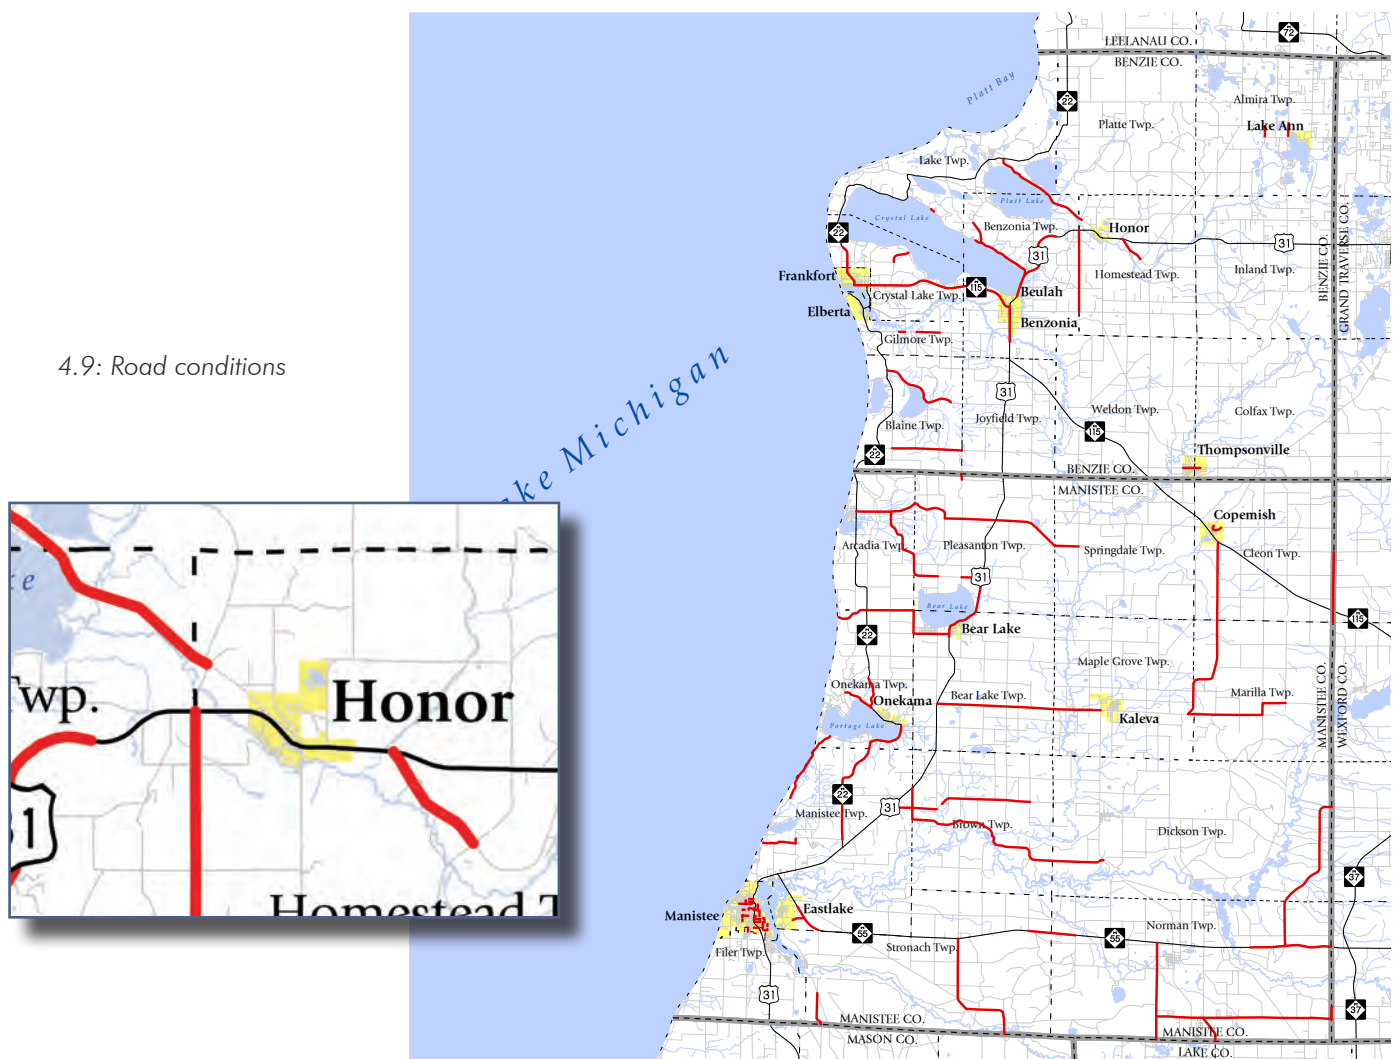 4.9: Road conditions
72
LEELANAU CO.
BENZIE CO.
Platt Bay
22
Almira Twp.
Platte Twp.
Lake Ann
Lake Twp.
Platt Lake
Crystal Lake
Benzonia Twp.
Honor
22
31
31
Frankfort
Homestead Twp.
Inland Twp.
BENZIE CO.
GRAND TRAVERSE CO.
115
Crystal Lake Twp.
Beulah
Elberta
Benzonia
Gilmore Twp.
Lake Michigan
31
Blaine Twp.
Joyfield Twp.
Weldon Twp.
Colfax Twp.
115
22
Thompsonville
BENZIE CO.
MANISTEE CO.
Copemish
Arcadia Twp.
Pleasanton Twp.
Springdale Twp.
Cleon Twp.
31
Bear Lake
115
22
Bear Lake
Maple Grove Twp.
Onekama Twp.
Onekama
Bear Lake Twp.
Marilla Twp.
Portage Lake
Kaleva
MANISTEE CO.
WEXFORD CO.
22
31
Manistee Twp.
Brown Twp.
Dickson Twp.
37
Manistee
Eastlake
55
55
Stronach Twp.
Norman Twp.
Filer Twp.
31
37
MANISTEE CO.
MASON CO.
MANISTEE CO.
LAKE CO.
ke
Twp.
Honor
31
Homestead T